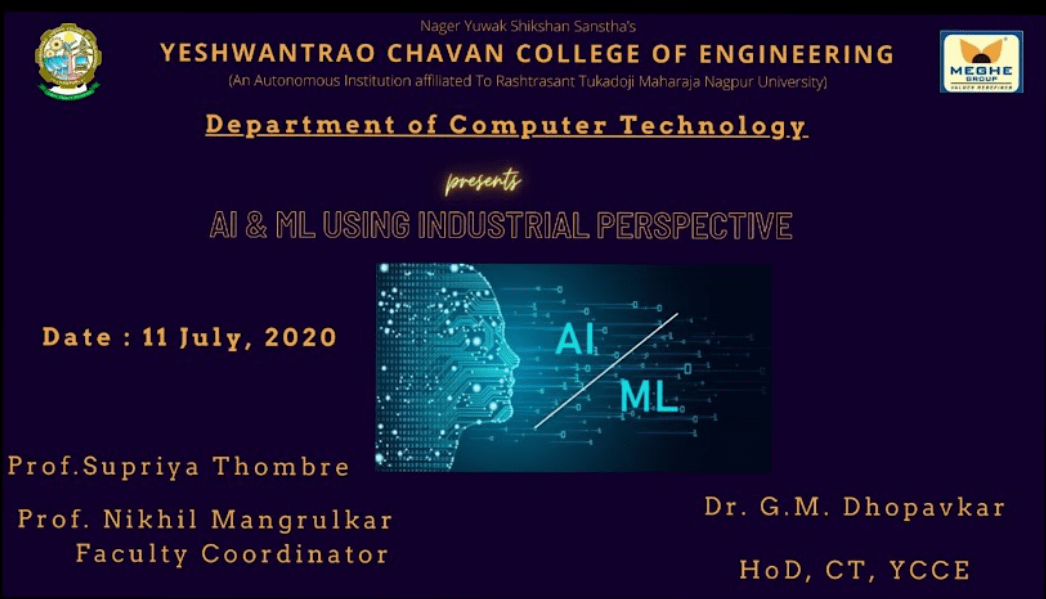 Nager Yuwak Shikshan Sanstha's
YESHWANTRAO CHAVAN COLLEGE OF ENGINEERING
(An Autonomous Institution affiliated To Rashtrasant Tukadoji Maharaja Nagpur University)
MEGHE
GROUP
VALUES REDEFINED
Department of Computer Technology
presents
AI & ML USING INDUSTRIAL PERSPECTIVE
Date : 11 July, 2020
AI
ML
Prof.Supriya Thombre
Prof. Nikhil Mangrulkar
Faculty Coordinator
Dr. G.M. Dhopavkar
HoD, CT, YCCE